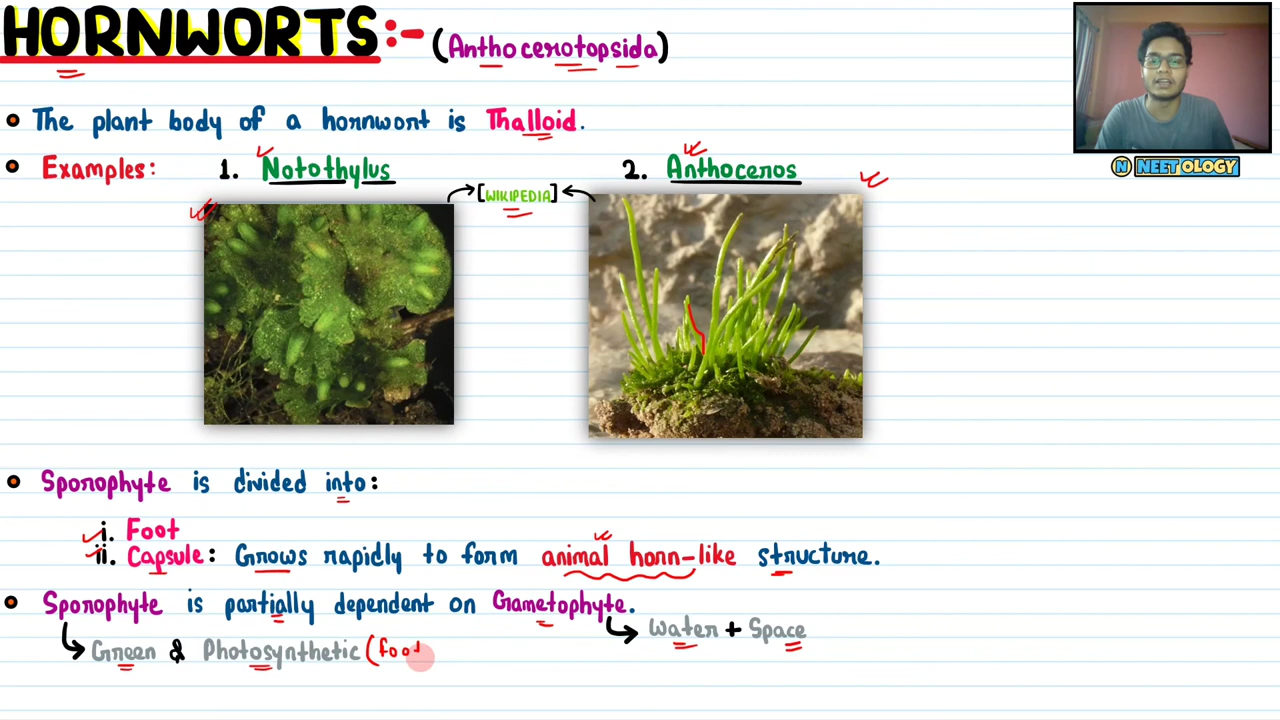 HORNWORTS:- (Anthocerotopsida)
The plant body of a hornwort is Thalloid.
Examples: 1. Notothylus 2. Anthoceros
[WIKIPEDIA]
N NEETOLOGY
Sporophyte is divided into:
i. Foot
ii. Capsule: Grows rapidly to form animal horn-like structure.
Sporophyte is partially dependent on Gametophyte.
Water + Space
Green & Photosynthetic (foo